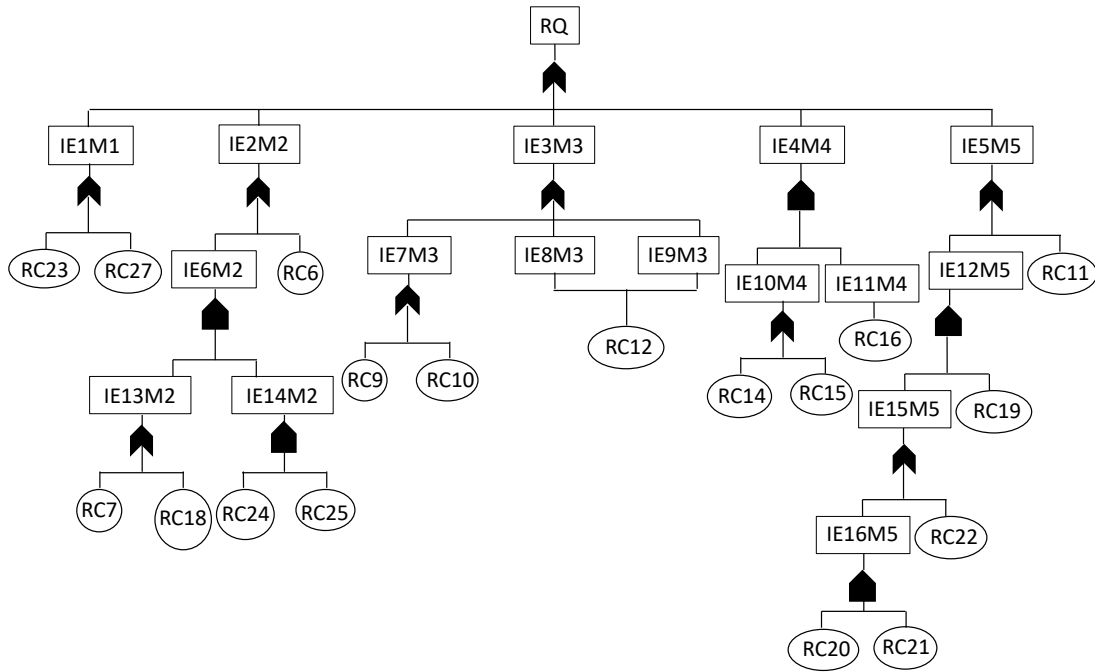 RQ
IE1M1
IE2M2
IE3M3
IE4M4
IE5M5
RC23
RC27
IE6M2
RC6
IE7M3
IE8M3
IE9M3
IE10M4
IE11M4
IE12M5
RC11
RC9
RC10
RC12
RC14
RC15
RC16
IE13M2
IE14M2
IE15M5
RC19
RC7
RC18
RC24
RC25
IE16M5
RC22
RC20
RC21